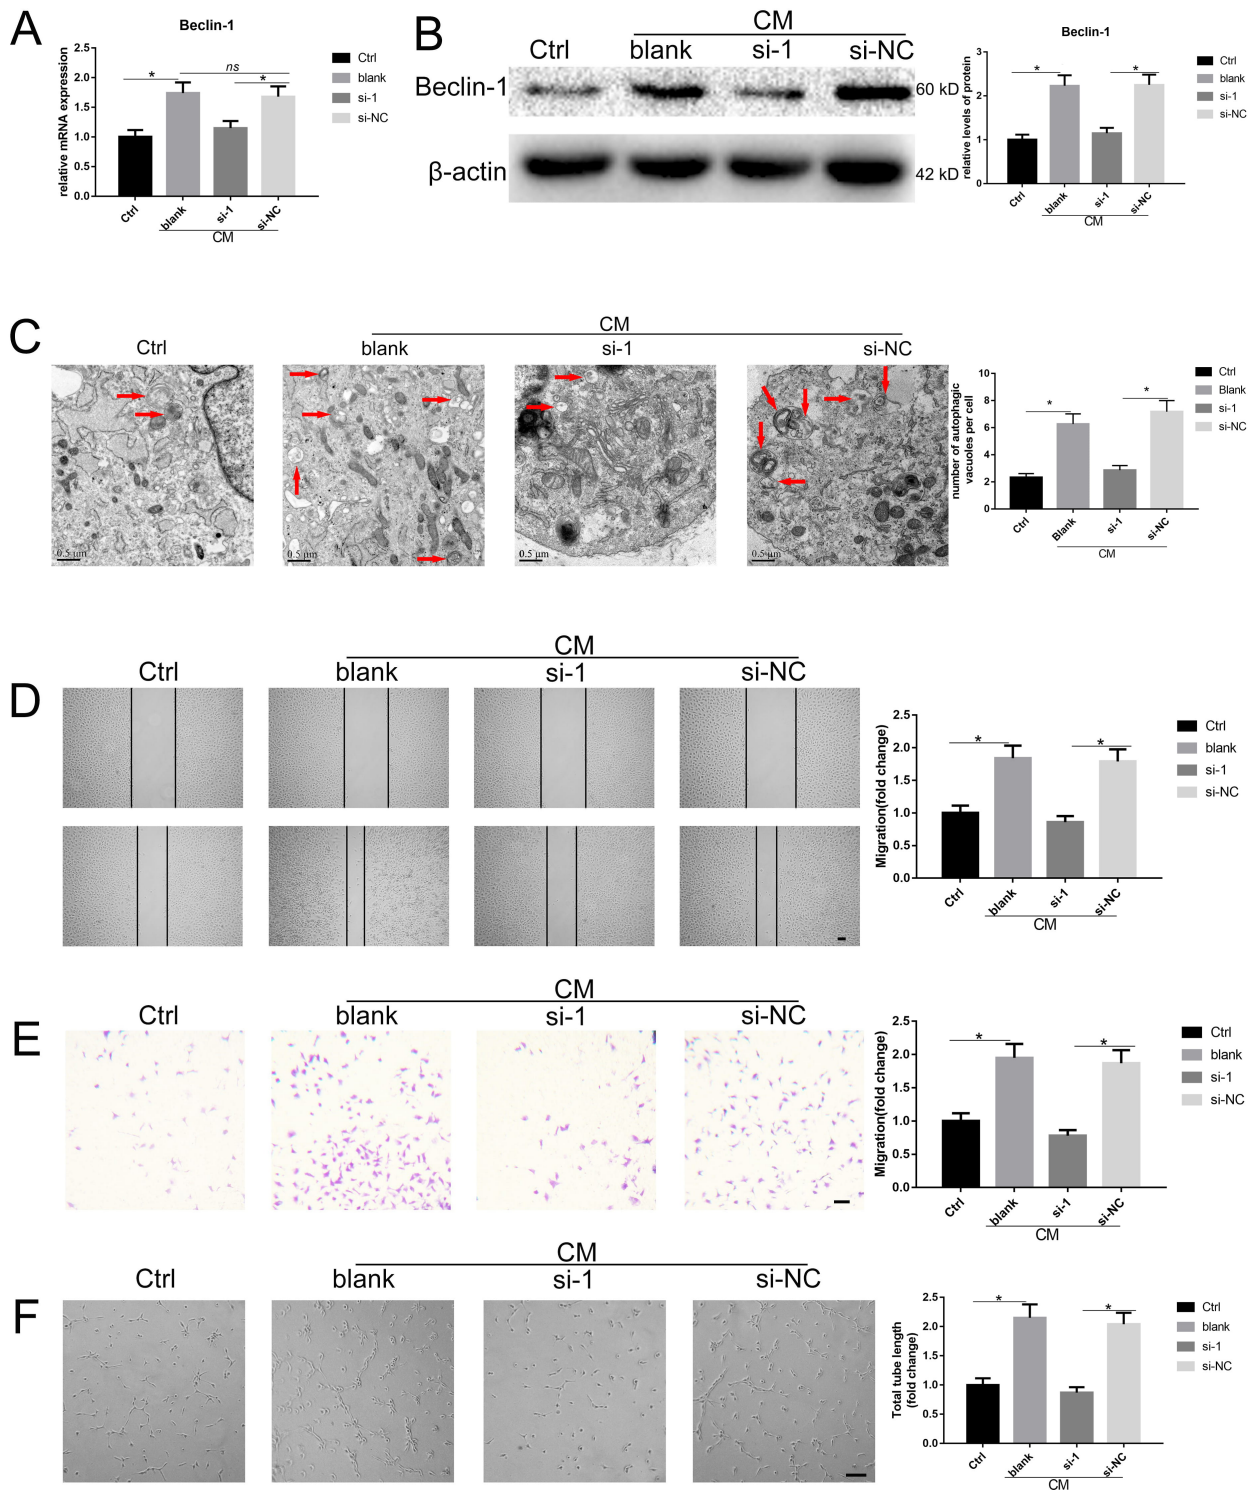 A
Beclin-1
relative mRNA expression
2.5
2.0
1.5
1.0
0.5
0.0
*
ns
*
Ctrl
blank
si-1
si-NC
CM
Ctrl
blank
si-1
si-NC
B
CM
Ctrl
blank
si-1
si-NC
Beclin-1
60 kD
β-actin
42 kD
Beclin-1
relative levels of protein
3
2
1
0
*
*
Ctrl
blank
si-1
si-NC
CM
Ctrl
blank
si-1
si-NC
C
CM
Ctrl
blank
si-1
si-NC
0.5 μm
0.5 μm
0.5 μm
0.5 μm
number of autophagic
vacuoles per cell
10
8
6
4
2
0
*
*
Ctrl
Blank
si-1
si-NC
CM
Ctrl
Blank
si-1
si-NC
D
CM
Ctrl
blank
si-1
si-NC
Migration(fold change)
2.5
2.0
1.5
1.0
0.5
0.0
*
*
Ctrl
blank
si-1
si-NC
CM
Ctrl
blank
si-1
si-NC
E
CM
Ctrl
blank
si-1
si-NC
Migration(fold change)
2.5
2.0
1.5
1.0
0.5
0.0
*
*
Ctrl
blank
si-1
si-NC
CM
Ctrl
blank
si-1
si-NC
F
CM
Ctrl
blank
si-1
si-NC
Total tube length
(fold change)
2.5
2.0
1.5
1.0
0.5
0.0
*
*
Ctrl
blank
si-1
si-NC
CM
Ctrl
blank
si-1
si-NC